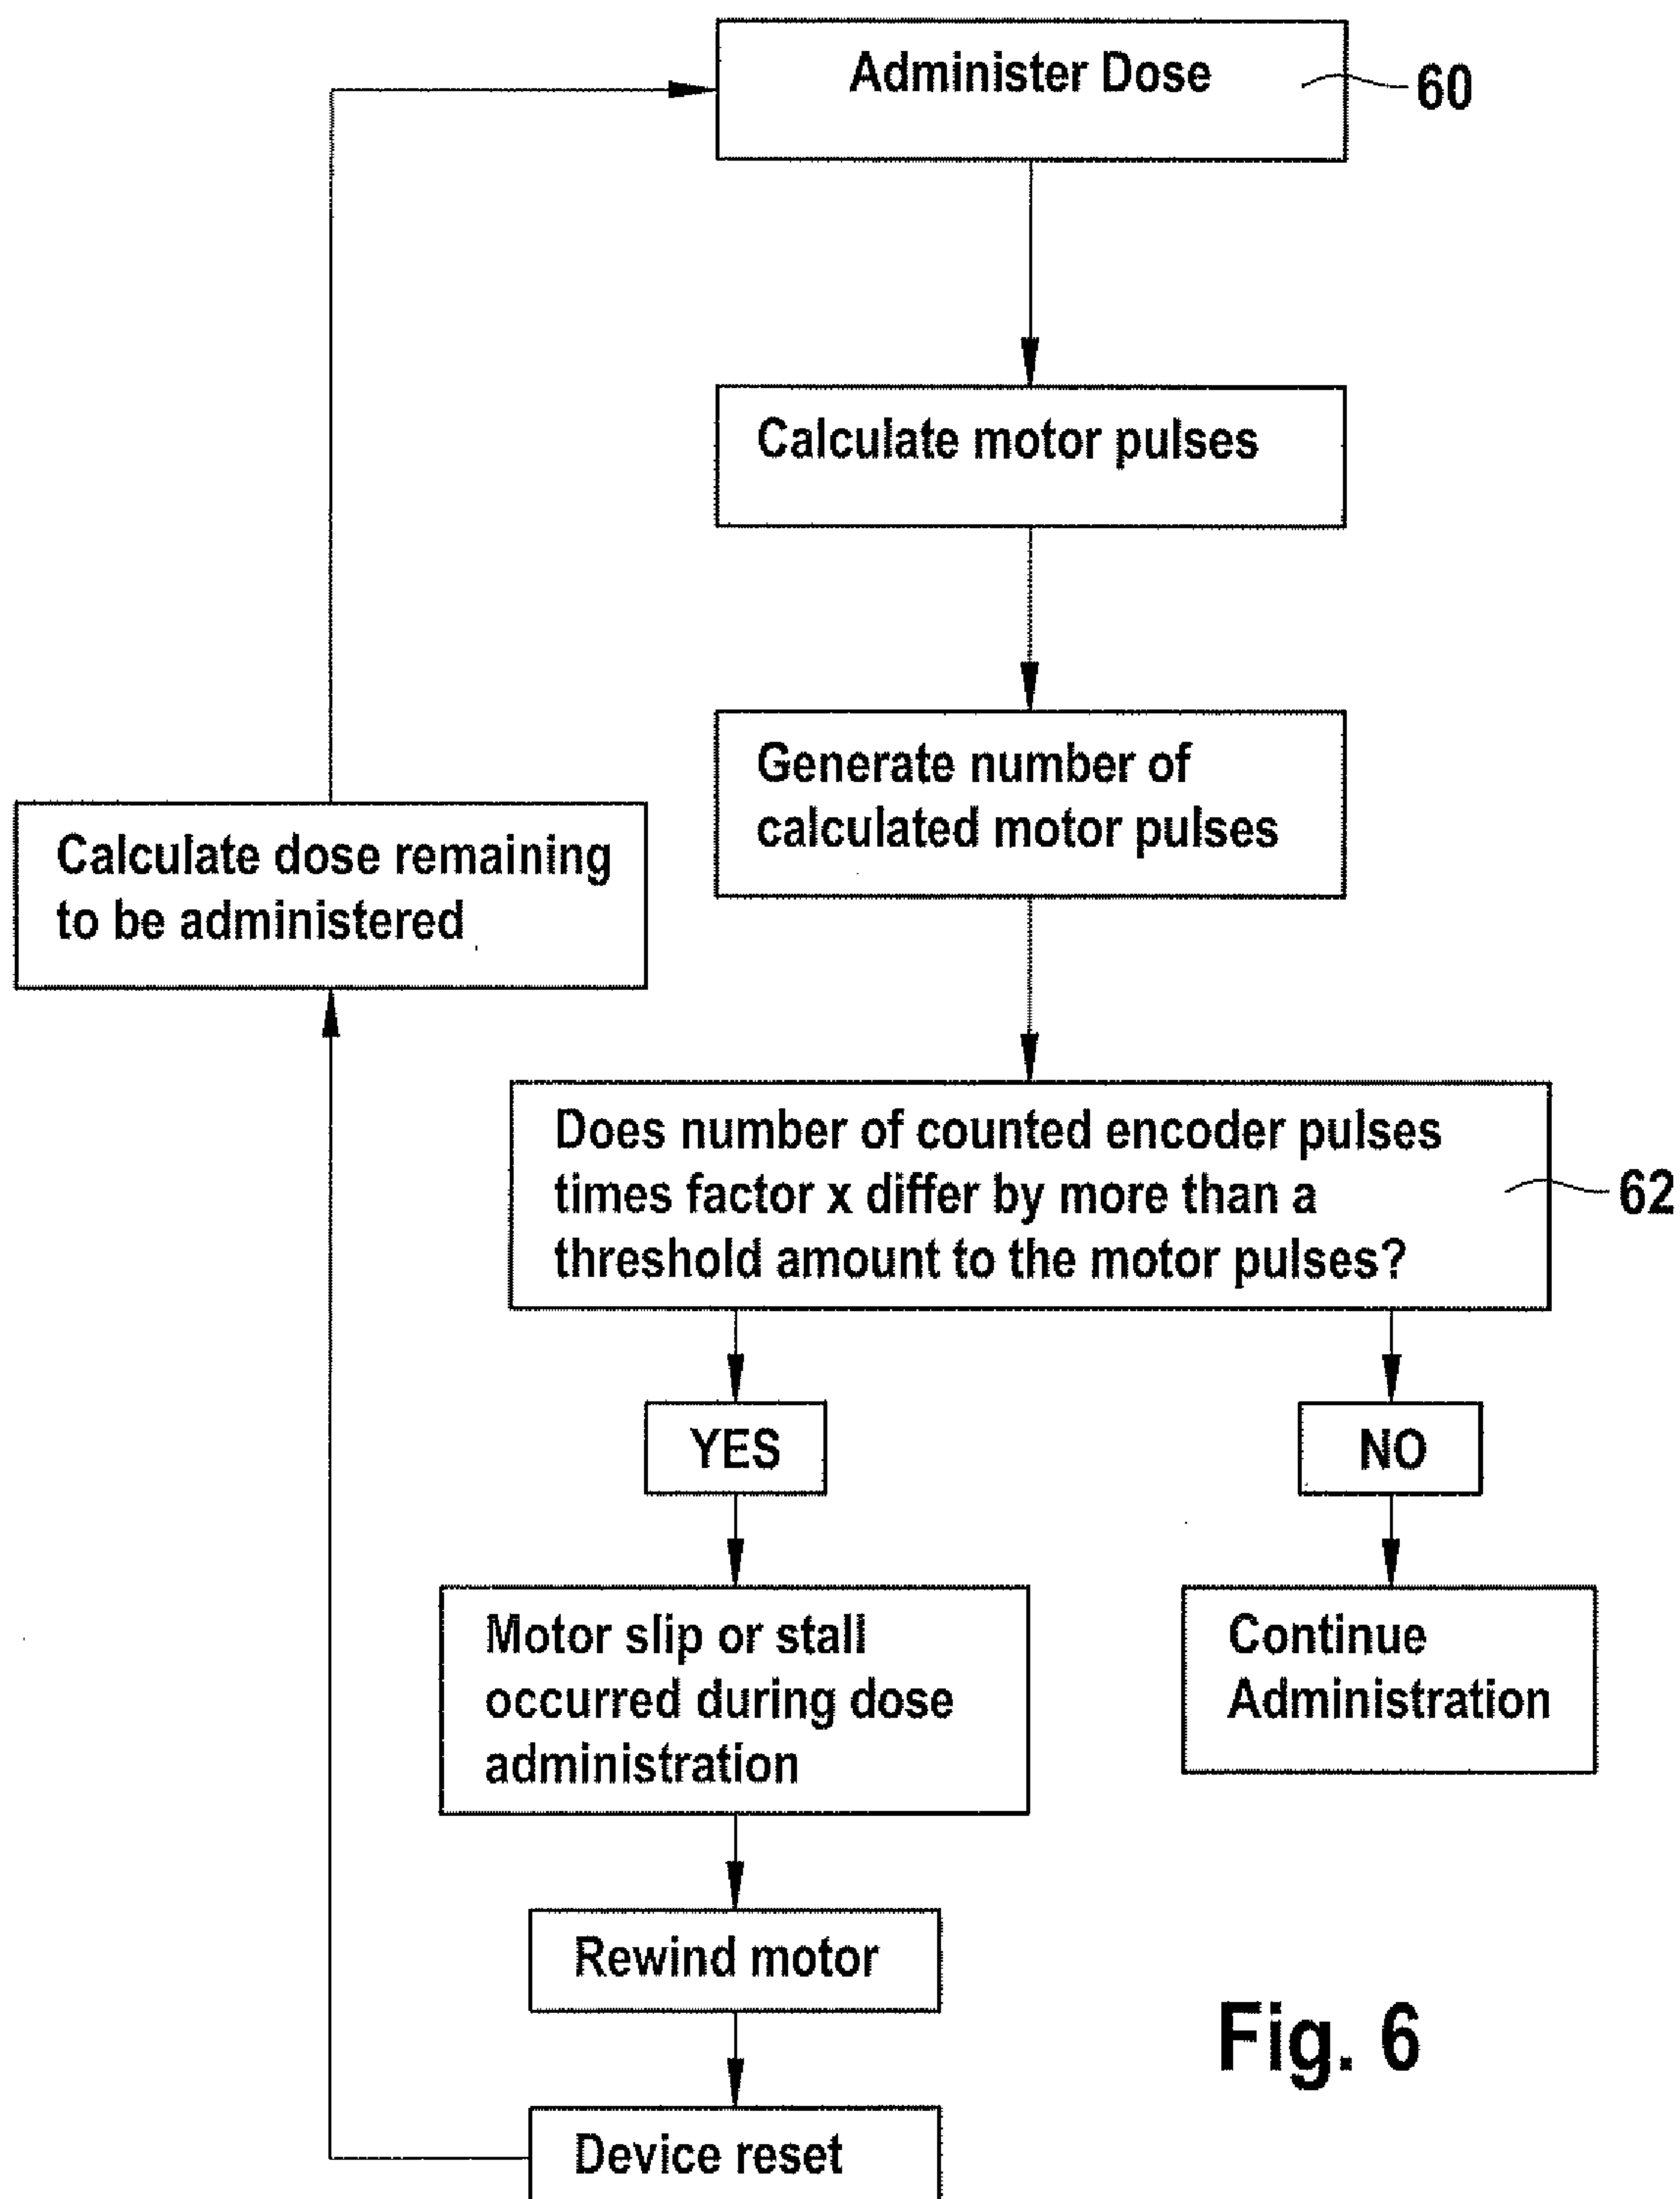 Administer Dose
60
Calculate motor pulses
Generate number of
calculated motor pulses
Calculate dose remaining
to be administered
Does number of counted encoder pulses
times factor x differ by more than a
threshold amount to the motor pulses?
62
YES
NO
Motor slip or stall
occurred during dose
administration
Continue
Administration
Rewind motor
Device reset
Fig. 6